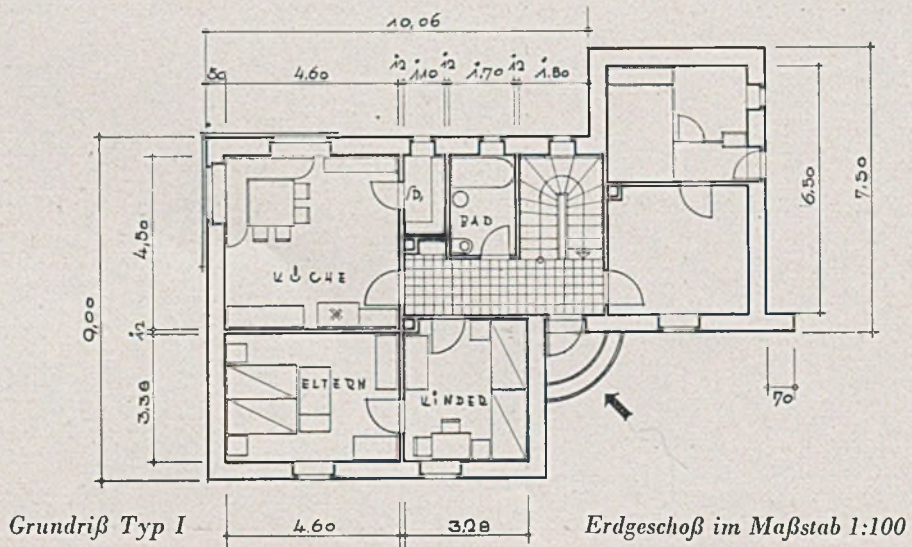 10,06
50 4.60 12 1.10 12 1.70 12 1.80
SP,
BAD
KÜCHE
ELTERN
KINDER
4,50
12
3,38
9,00
6,50
7,50
70
4.60 3.28
Grundriß Typ I
Erdgeschoß im Maßstab 1:100